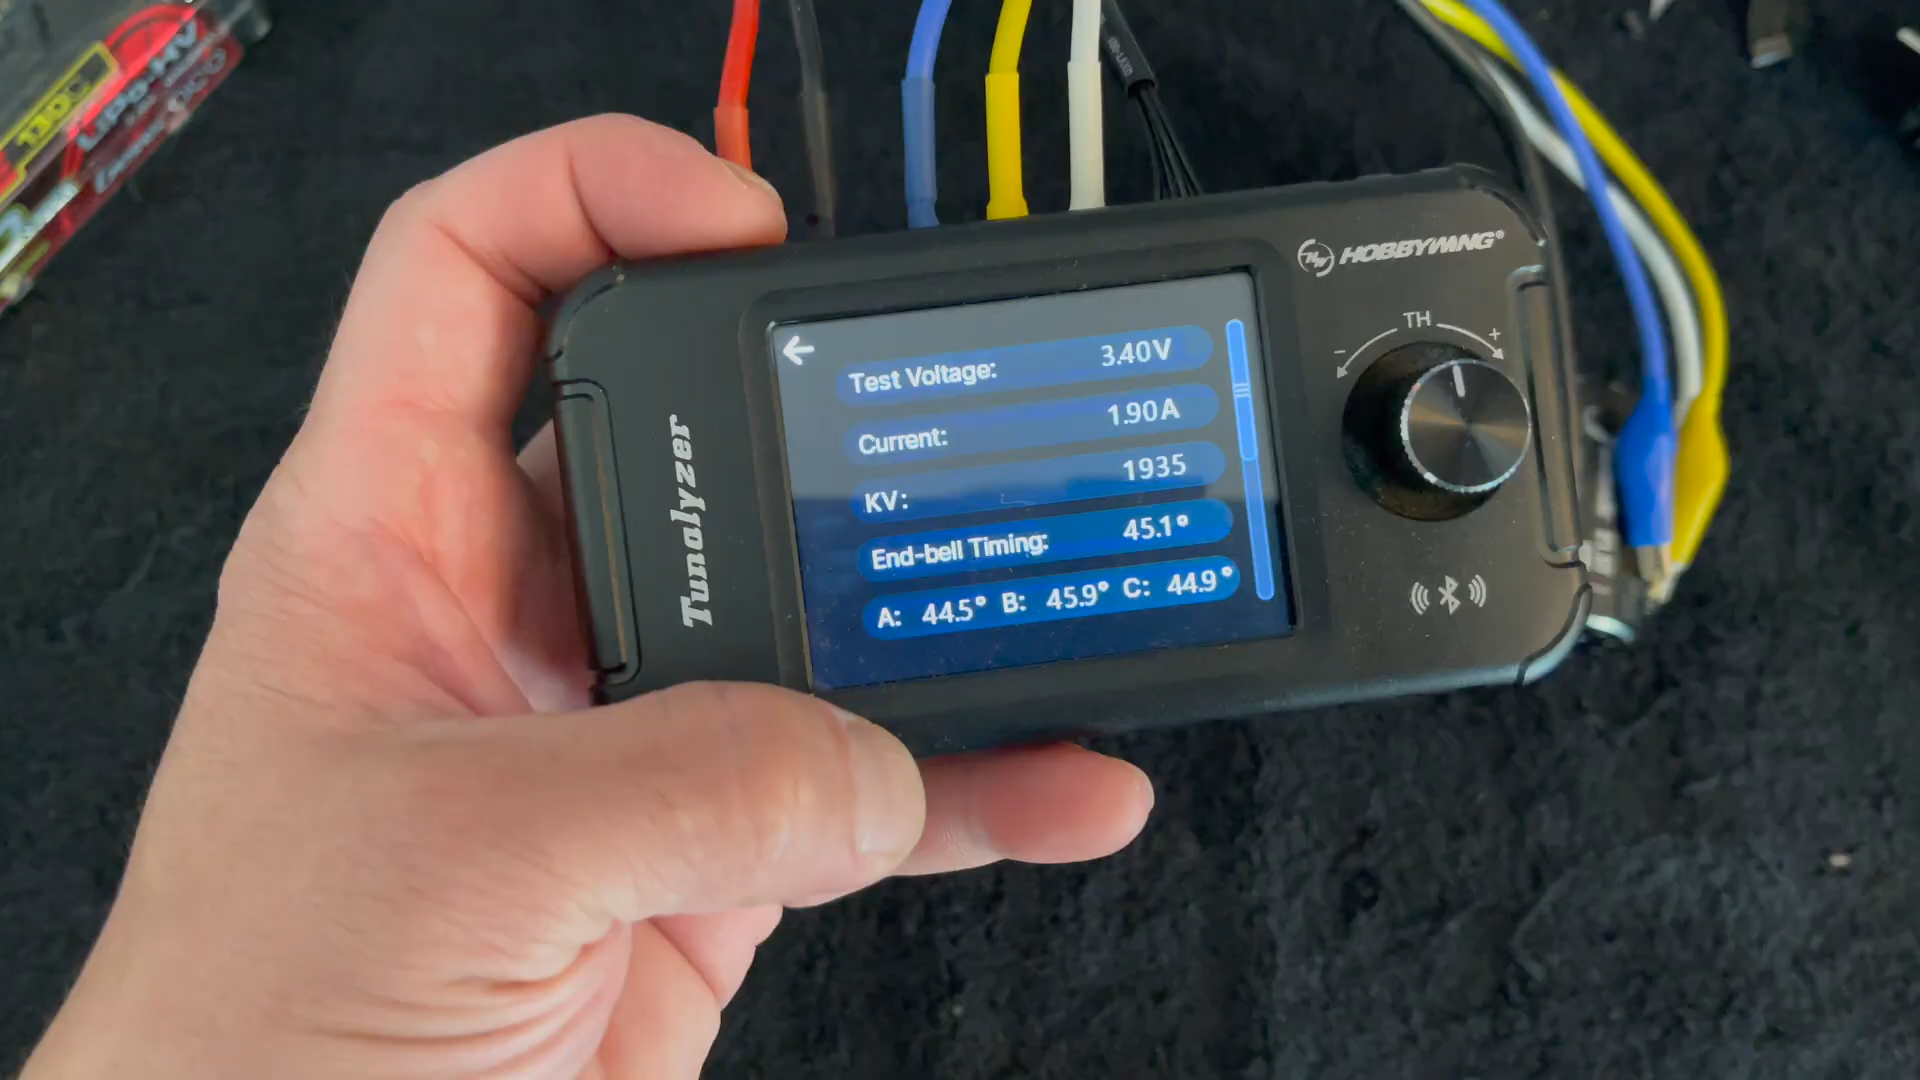 130C
LiPo-HV
HOBBYWING®
TH
- +
Tunalyzer
Test Voltage: 3.40V
Current: 1.90A
KV: 1935
End-bell Timing: 45.1°
A: 44.5° B: 45.9° C: 44.9°